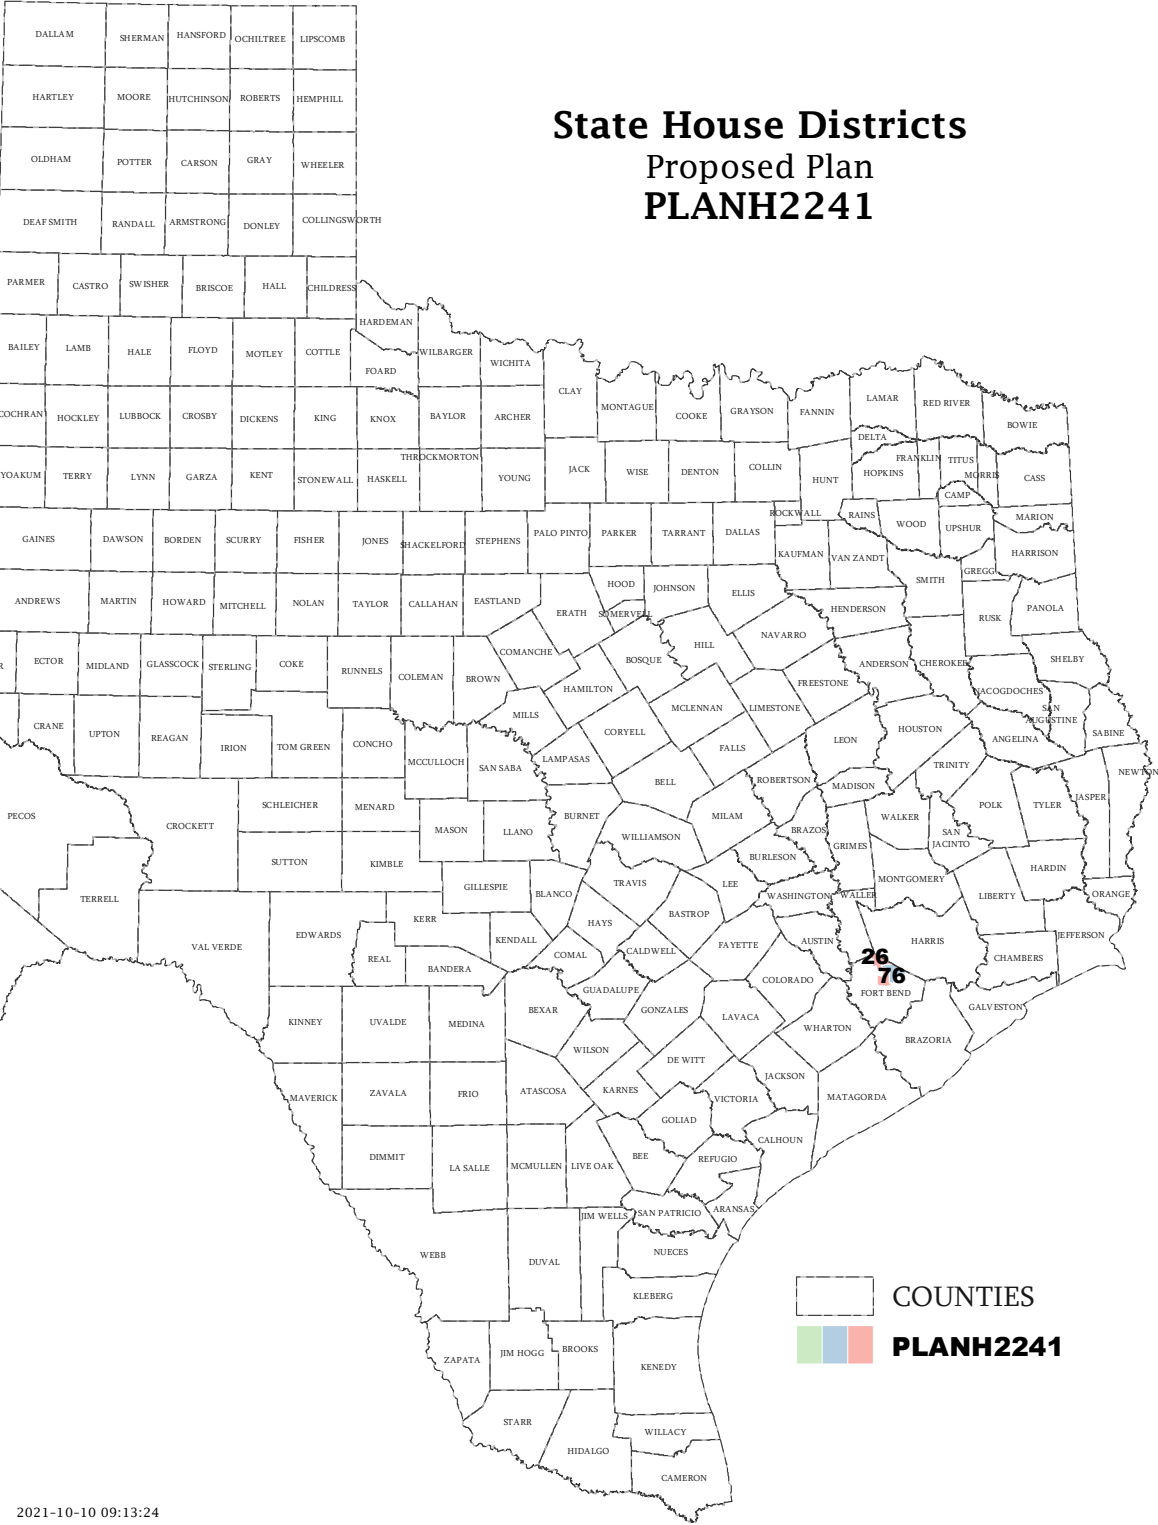 State House Districts
Proposed Plan
PLANH2241
DALLAM SHERMAN HANSFORD OCHILTREE LIPSCOMB
HARTLEY MOORE HUTCHINSON ROBERTS HEMPHILL
OLDHAM POTTER CARSON GRAY WHEELER
DEAF SMITH RANDALL ARMSTRONG DONLEY COLLINGSWORTH
PARMER CASTRO SWISHER BRISCOE HALL CHILDRESS
HARDEMAN
BAILEY LAMB HALE FLOYD MOTLEY COTTLE FOARD WILBARGER WICHITA
CLAY MONTAGUE COOKE GRAYSON FANNIN LAMAR RED RIVER BOWIE
COCHRAN HOCKLEY LUBBOCK CROSBY DICKENS KING KNOX BAYLOR ARCHER
DELTA
YOAKUM TERRY LYNN GARZA KENT STONEWALL HASKELL THROCKMORTON YOUNG JACK WISE DENTON COLLIN HUNT HOPKINS FRANKLIN TITUS MORRIS CASS
CAMP
ROCKWALL RAINS WOOD UPSHUR MARION
GAINES DAWSON BORDEN SCURRY FISHER JONES SHACKELFORD STEPHENS PALO PINTO PARKER TARRANT DALLAS KAUFMAN VAN ZANDT SMITH GREGG HARRISON
ANDREWS MARTIN HOWARD MITCHELL NOLAN TAYLOR CALLAHAN EASTLAND ERATH HOOD SOMERVELL JOHNSON ELLIS HENDERSON RUSK PANOLA
R ECTOR MIDLAND GLASSCOCK STERLING COKE RUNNELS COLEMAN BROWN COMANCHE HAMILTON BOSQUE HILL NAVARRO FREESTONE ANDERSON CHEROKEE SHELBY
NACOGDOCHES
SAN
AUGUSTINE
CRANE UPTON REAGAN IRION TOM GREEN CONCHO MCCULLOCH SAN SABA MILLS LAMPASAS CORYELL MCLENNAN LIMESTONE FALLS LEON HOUSTON ANGELINA SABINE
PECOS CROCKETT SCHLEICHER MENARD MASON LLANO BURNET BELL MILAM ROBERTSON MADISON TRINITY POLK TYLER JASPER NEWTON
WILLIAMSON BRAZOS GRIMES WALKER
SAN
JACINTO
TERRELL SUTTON KIMBLE GILLESPIE BLANCO TRAVIS LEE BURLESON WASHINGTON WALLER MONTGOMERY LIBERTY HARDIN ORANGE
VAL VERDE EDWARDS KERR REAL BANDERA KENDALL COMAL HAYS CALDWELL BASTROP FAYETTE AUSTIN HARRIS CHAMBERS JEFFERSON
26
76
FORT BEND
KINNEY UVALDE MEDINA BEXAR GUADALUPE GONZALES LAVACA COLORADO WHARTON BRAZORIA GALVESTON
WILSON DE WITT
MAVERICK ZAVALA FRIO ATASCOSA KARNES GOLIAD VICTORIA JACKSON MATAGORDA
DIMMIT LA SALLE MCMULLEN LIVE OAK BEE REFUGIO CALHOUN
JIM WELLS SAN PATRICIO ARANSAS
WEBB DUVAL NUECES
KLEBERG
ZAPATA JIM HOGG BROOKS KENEDY
STARR HIDALGO WILLACY
CAMERON
COUNTIES
PLANH2241
2021-10-10 09:13:24